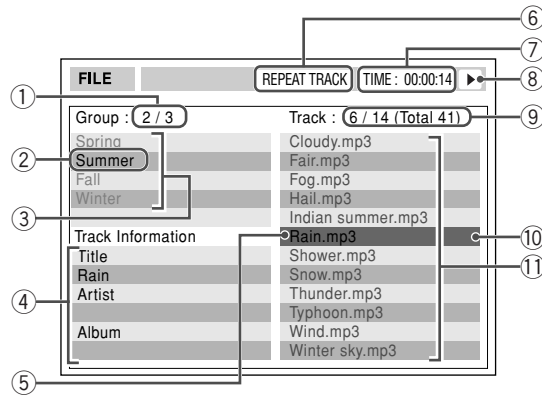 ⑥
⑦
FILE REPEAT TRACK TIME : 00:00:14 ⑧
① Group : 2 / 3 Track : 6 / 14 (Total 41) ⑨
Spring Cloudy.mp3
② Summer Fair.mp3
Fall Fog.mp3
Winter Hail.mp3
③ Indian summer.mp3
Track Information Rain.mp3 ⑩
Title Shower.mp3 ⑪
Rain Snow.mp3
④ Artist Thunder.mp3
Typhoon.mp3
Album Wind.mp3
Winter sky.mp3
⑤